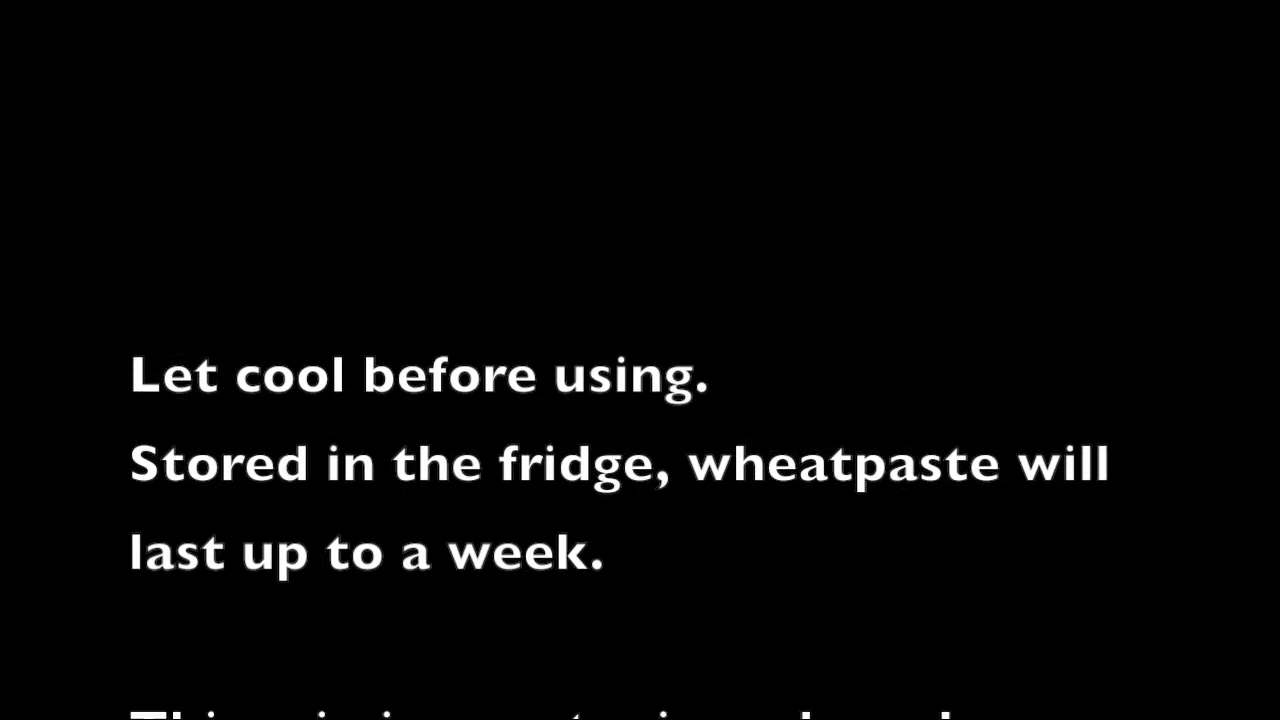 Let cool before using.
Stored in the fridge, wheatpaste will
last up to a week.